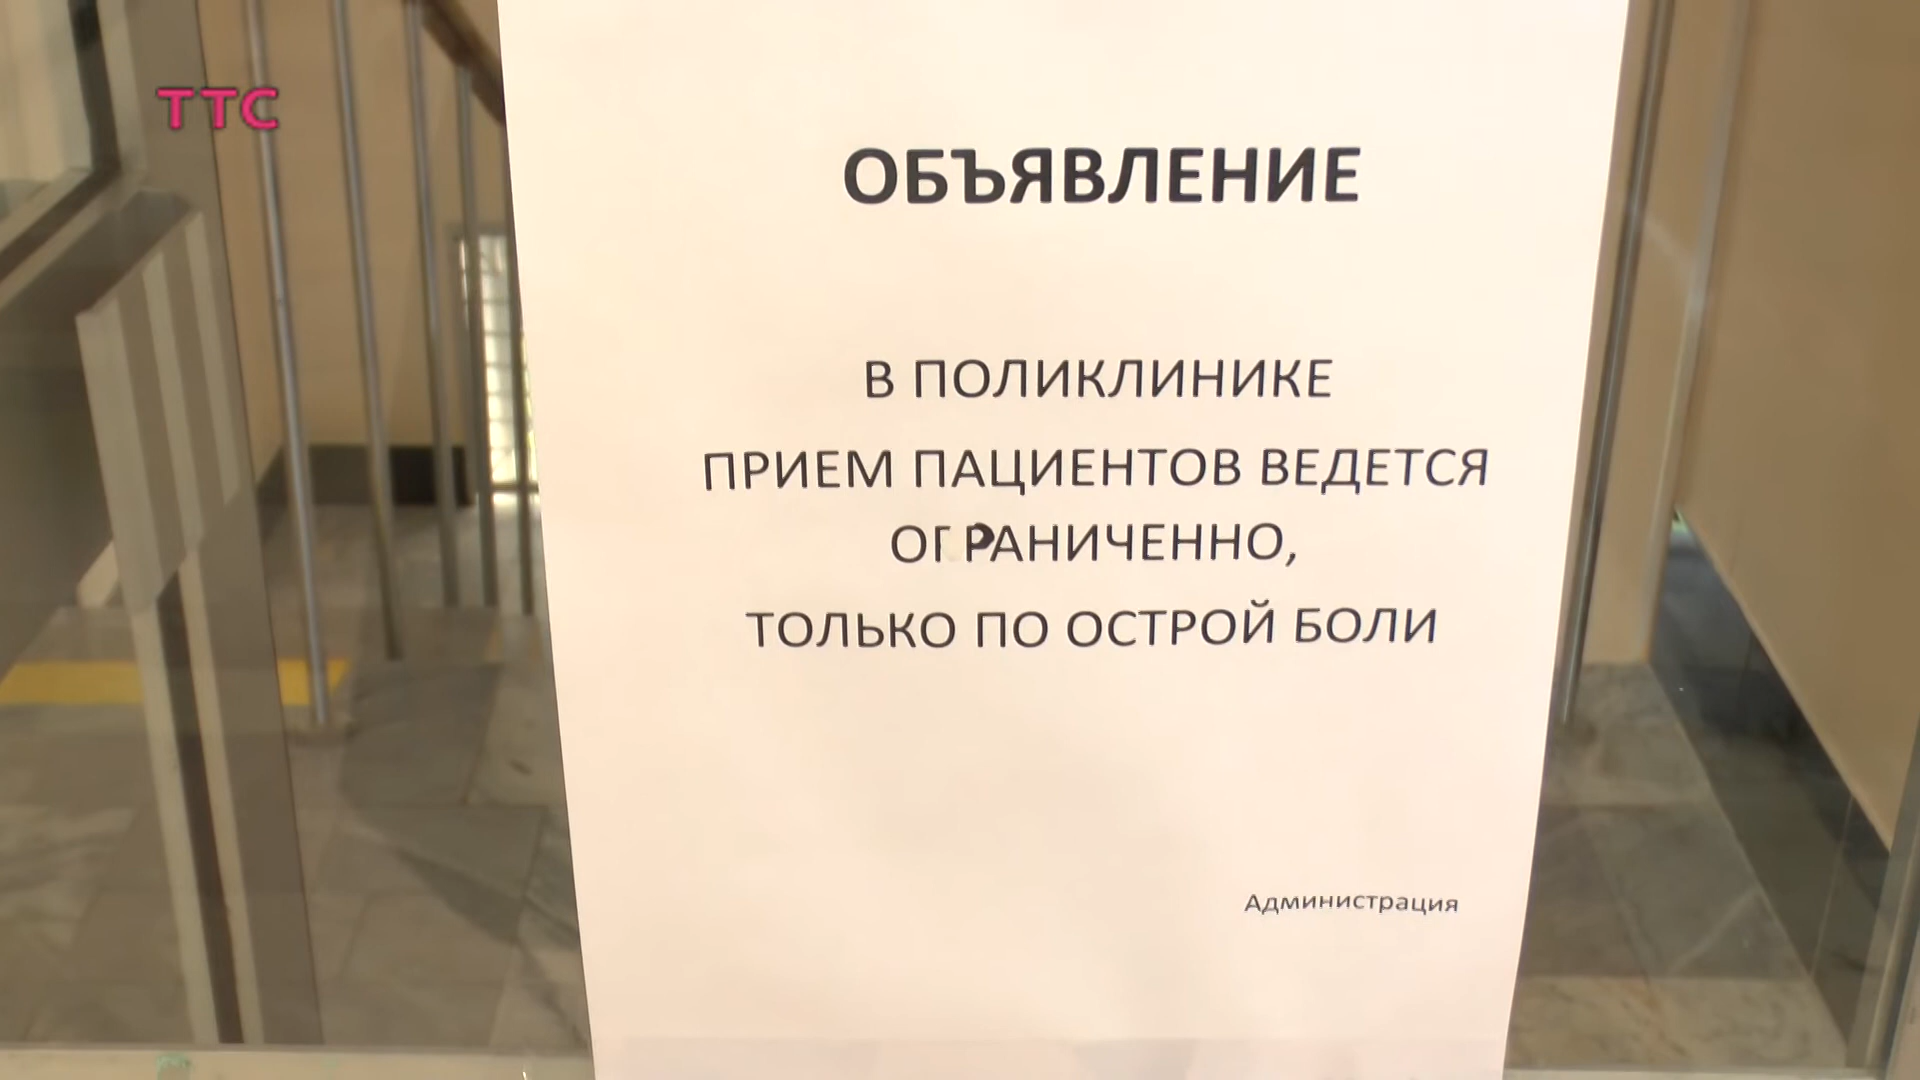 ТТС
ОБЪЯВЛЕНИЕ
В ПОЛИКЛИНИКЕ
ПРИЕМ ПАЦИЕНТОВ ВЕДЕТСЯ
ОГРАНИЧЕННО,
ТОЛЬКО ПО ОСТРОЙ БОЛИ
Администрация